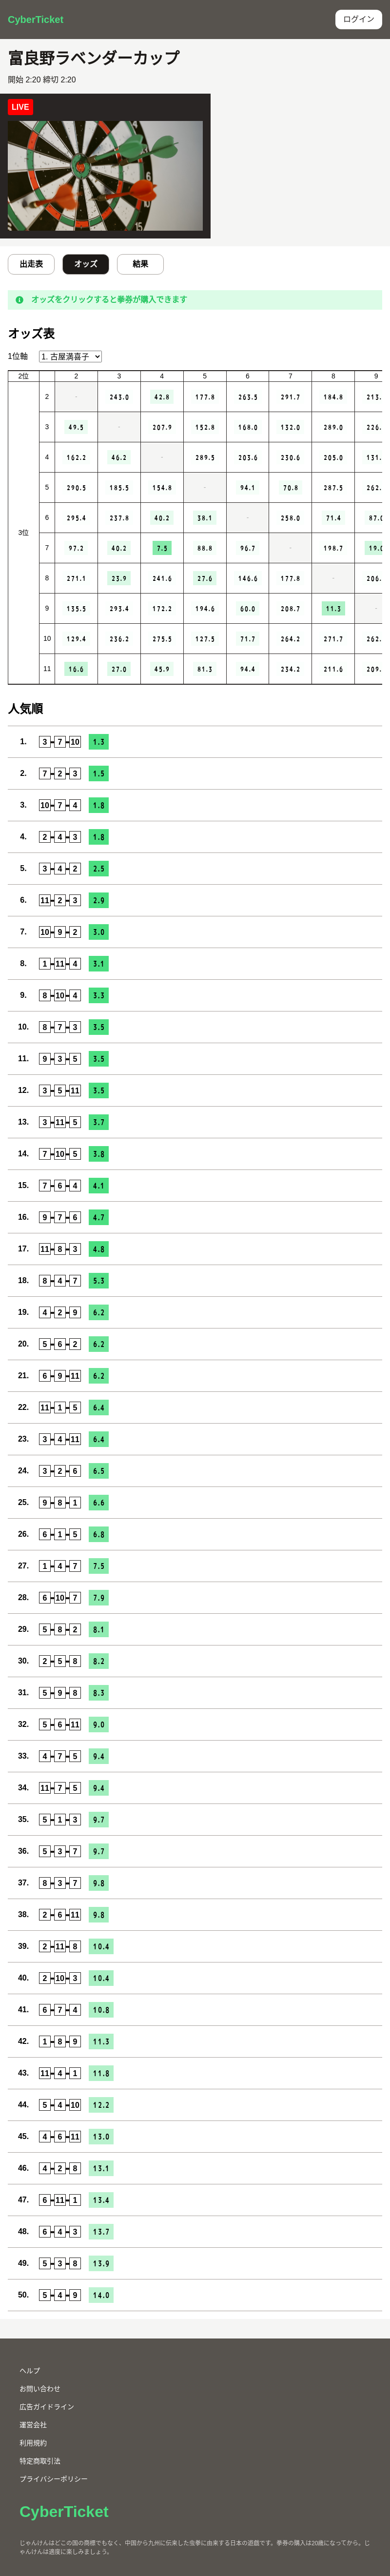 CyberTicket
ログイン
富良野ラベンダーカップ
開始 2:20 締切 2:20
LIVE
出走表 オッズ 結果
オッズをクリックすると拳券が購入できます
オッズ表
1位軸 1. 古屋満喜子
2位 2 3 4 5 6 7 8 9
3位
2 - 243.0 42.8 177.8 263.5 291.7 184.8 213.
3 49.5 - 207.9 152.8 168.0 132.0 289.0 226.
4 162.2 46.2 - 289.5 203.6 230.6 205.0 131.
5 290.5 185.5 154.8 - 94.1 70.8 287.5 262.
6 295.4 237.8 40.2 38.1 - 258.0 71.4 87.0
7 97.2 40.2 7.5 88.8 96.7 - 198.7 19.0
8 271.1 23.9 241.6 27.6 146.6 177.8 - 206.
9 135.5 293.4 172.2 194.6 60.0 208.7 11.3 -
10 129.4 236.2 275.5 127.5 71.7 264.2 271.7 262.
11 16.6 27.0 45.9 81.3 94.4 234.2 211.6 209.
人気順
1. 3-7-10 1.3
2. 7-2-3 1.5
3. 10-7-4 1.8
4. 2-4-3 1.8
5. 3-4-2 2.5
6. 11-2-3 2.9
7. 10-9-2 3.0
8. 1-11-4 3.1
9. 8-10-4 3.3
10. 8-7-3 3.5
11. 9-3-5 3.5
12. 3-5-11 3.5
13. 3-11-5 3.7
14. 7-10-5 3.8
15. 7-6-4 4.1
16. 9-7-6 4.7
17. 11-8-3 4.8
18. 8-4-7 5.3
19. 4-2-9 6.2
20. 5-6-2 6.2
21. 6-9-11 6.2
22. 11-1-5 6.4
23. 3-4-11 6.4
24. 3-2-6 6.5
25. 9-8-1 6.6
26. 6-1-5 6.8
27. 1-4-7 7.5
28. 6-10-7 7.9
29. 5-8-2 8.1
30. 2-5-8 8.2
31. 5-9-8 8.3
32. 5-6-11 9.0
33. 4-7-5 9.4
34. 11-7-5 9.4
35. 5-1-3 9.7
36. 5-3-7 9.7
37. 8-3-7 9.8
38. 2-6-11 9.8
39. 2-11-8 10.4
40. 2-10-3 10.4
41. 6-7-4 10.8
42. 1-8-9 11.3
43. 11-4-1 11.8
44. 5-4-10 12.2
45. 4-6-11 13.0
46. 4-2-8 13.1
47. 6-11-1 13.4
48. 6-4-3 13.7
49. 5-3-8 13.9
50. 5-4-9 14.0
ヘルプ
お問い合わせ
広告ガイドライン
運営会社
利用規約
特定商取引法
プライバシーポリシー
CyberTicket
じゃんけんはどこの国の商標でもなく、中国から九州に伝来した虫拳に由来する日本の遊戯です。拳券の購入は20歳になってから。じ
ゃんけんは適度に楽しみましょう。